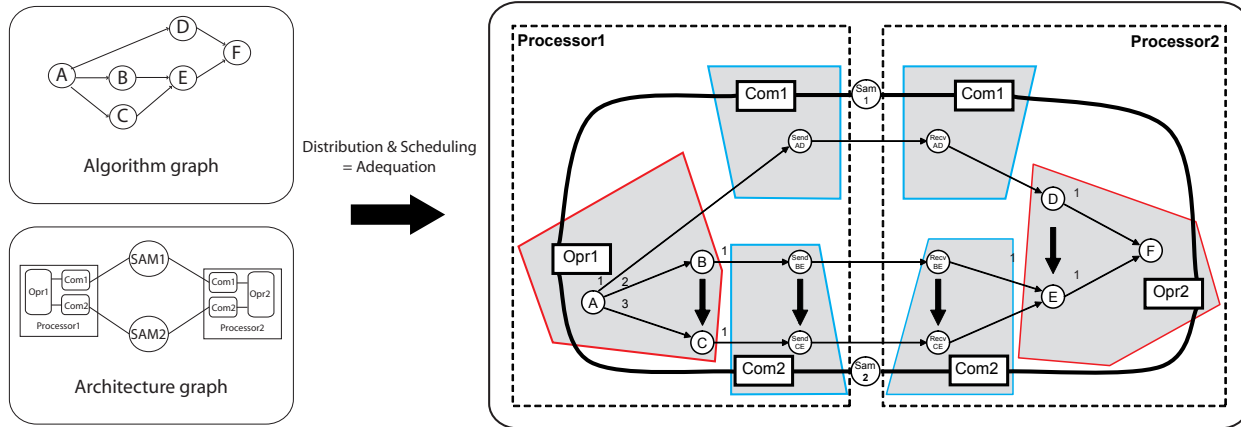 D
F
A
B
E
C
Algorithm graph
Distribution & Scheduling
= Adequation
SAM1
Com1
Opr1
Com2
Processor1
Com1
Opr2
Com2
Processor2
SAM2
Architecture graph
Processor1
Processor2
Com1
Sam
1
Com1
Send
AD
Recv
AD
D
1
F
Opr1
B
1
Send
BE
Recv
BE
1
1
2
1
A
3
E
Opr2
C
1
Send
CE
Recv
CE
Com2
Sam
2
Com2